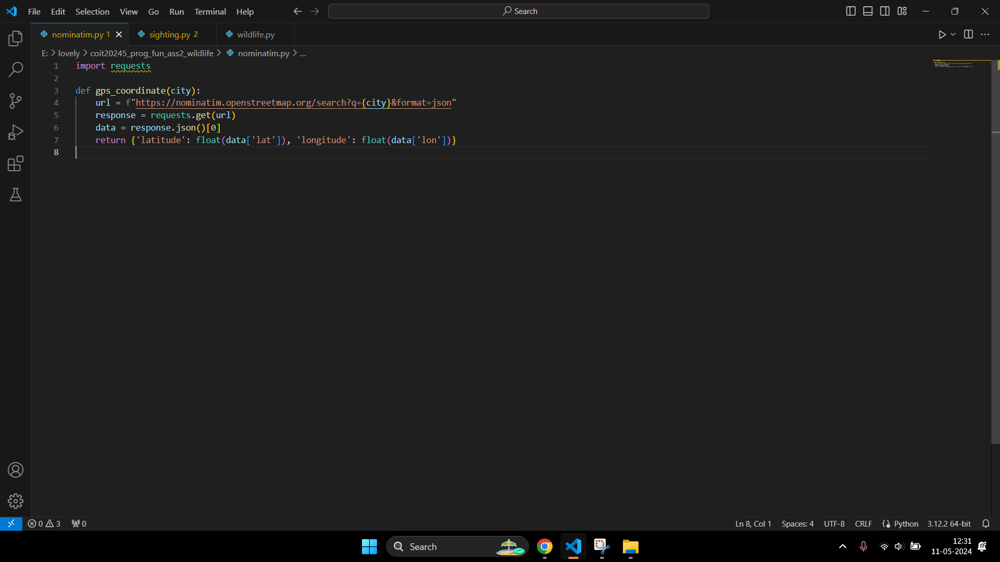 File Edit Selection View Go Run Terminal Help Search
nominatim.py 1 sighting.py 2 wildlife.py
E: > lovely > coit20245_prog_fun_ass2_wildlife > nominatim.py > ...
1 import requests
2
3 def gps_coordinate(city):
4 url = f"https://nominatim.openstreetmap.org/search?q={city}&format=json"
5 response = requests.get(url)
6 data = response.json()[0]
7 return {'latitude': float(data['lat']), 'longitude': float(data['lon'])}
8
0 3 0 Ln 8, Col 1 Spaces: 4 UTF-8 CRLF Python 3.12.2 64-bit
Search 12:31
11-05-2024